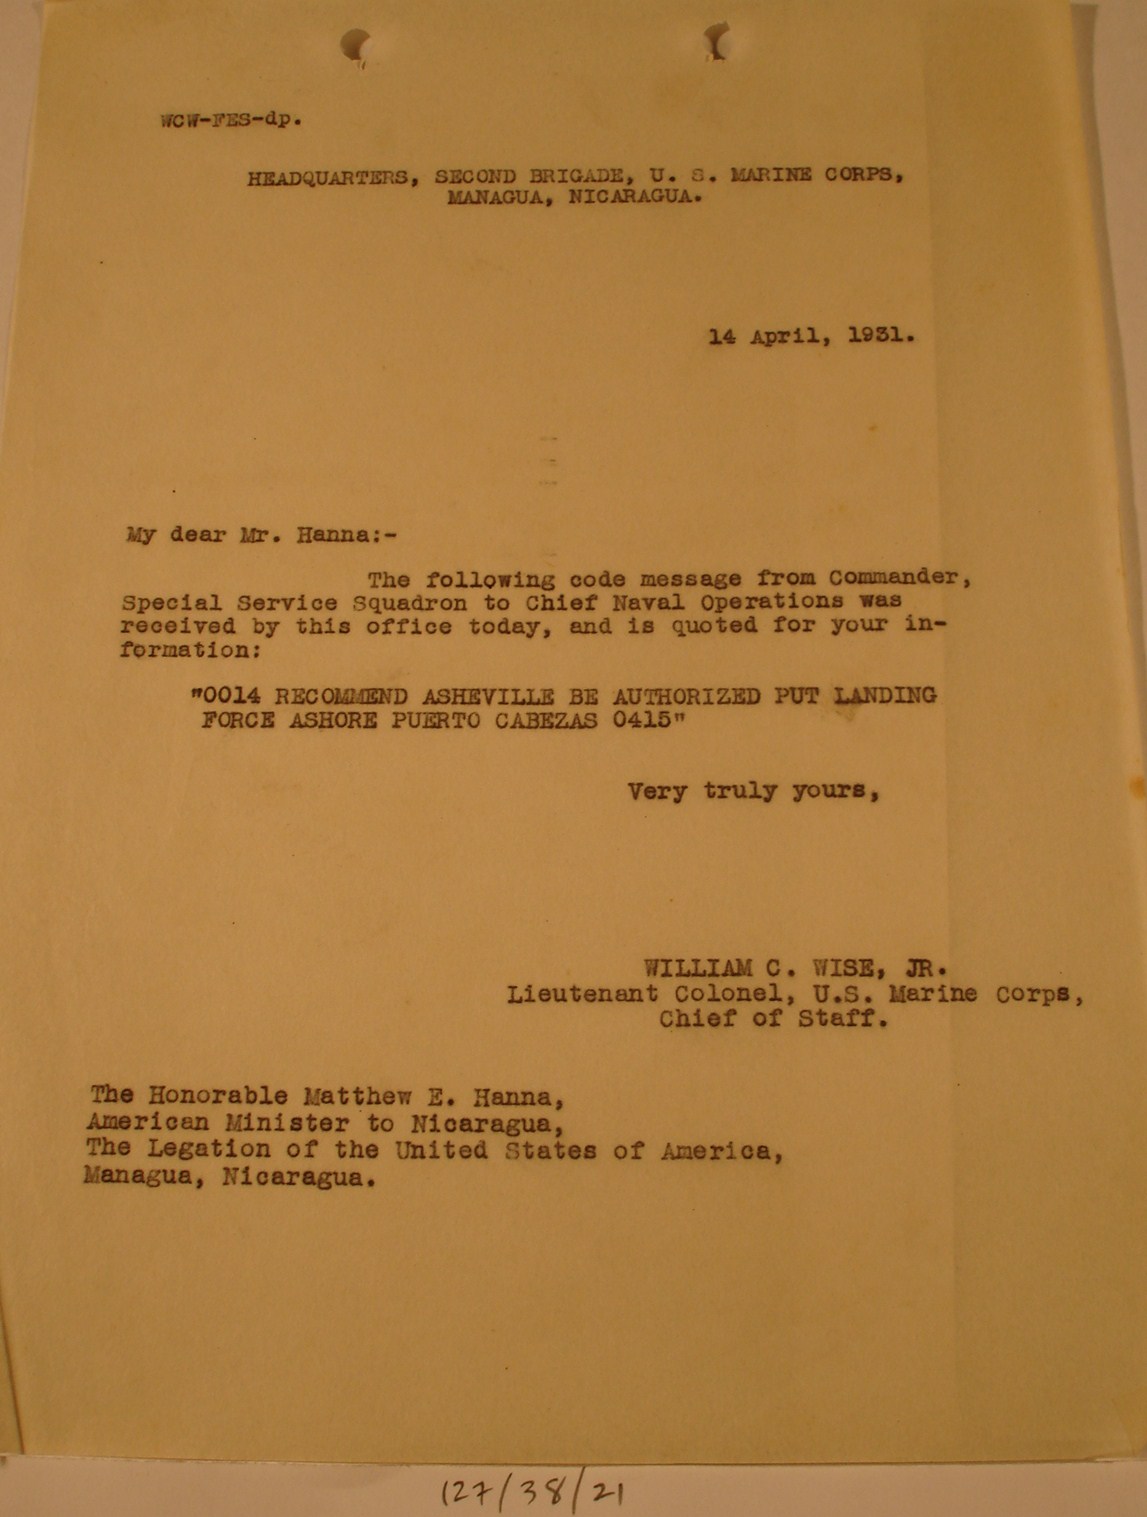 WCW-FES-dp.
HEADQUARTERS, SECOND BRIGADE, U. S. MARINE CORPS,
MANAGUA, NICARAGUA.
14 April, 1931.
My dear Mr. Hanna:-
The following code message from Commander,
Special Service Squadron to Chief Naval Operations was
received by this office today, and is quoted for your in-
formation:
"0014 RECOMMEND ASHEVILLE BE AUTHORIZED PUT LANDING
FORCE ASHORE PUERTO CABEZAS 0415"
Very truly yours,
WILLIAM C. WISE, JR.
Lieutenant Colonel, U.S. Marine Corps,
Chief of Staff.
The Honorable Matthew E. Hanna,
American Minister to Nicaragua,
The Legation of the United States of America,
Managua, Nicaragua.
127/38/21